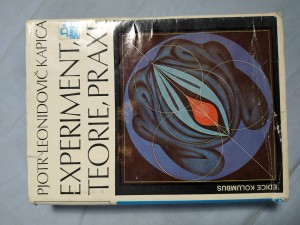 PJOTR LEONIDOVIČ KAPICA
EXPERIMENT,
TEORIE, PRAXE
EDICE KOLUMBUS